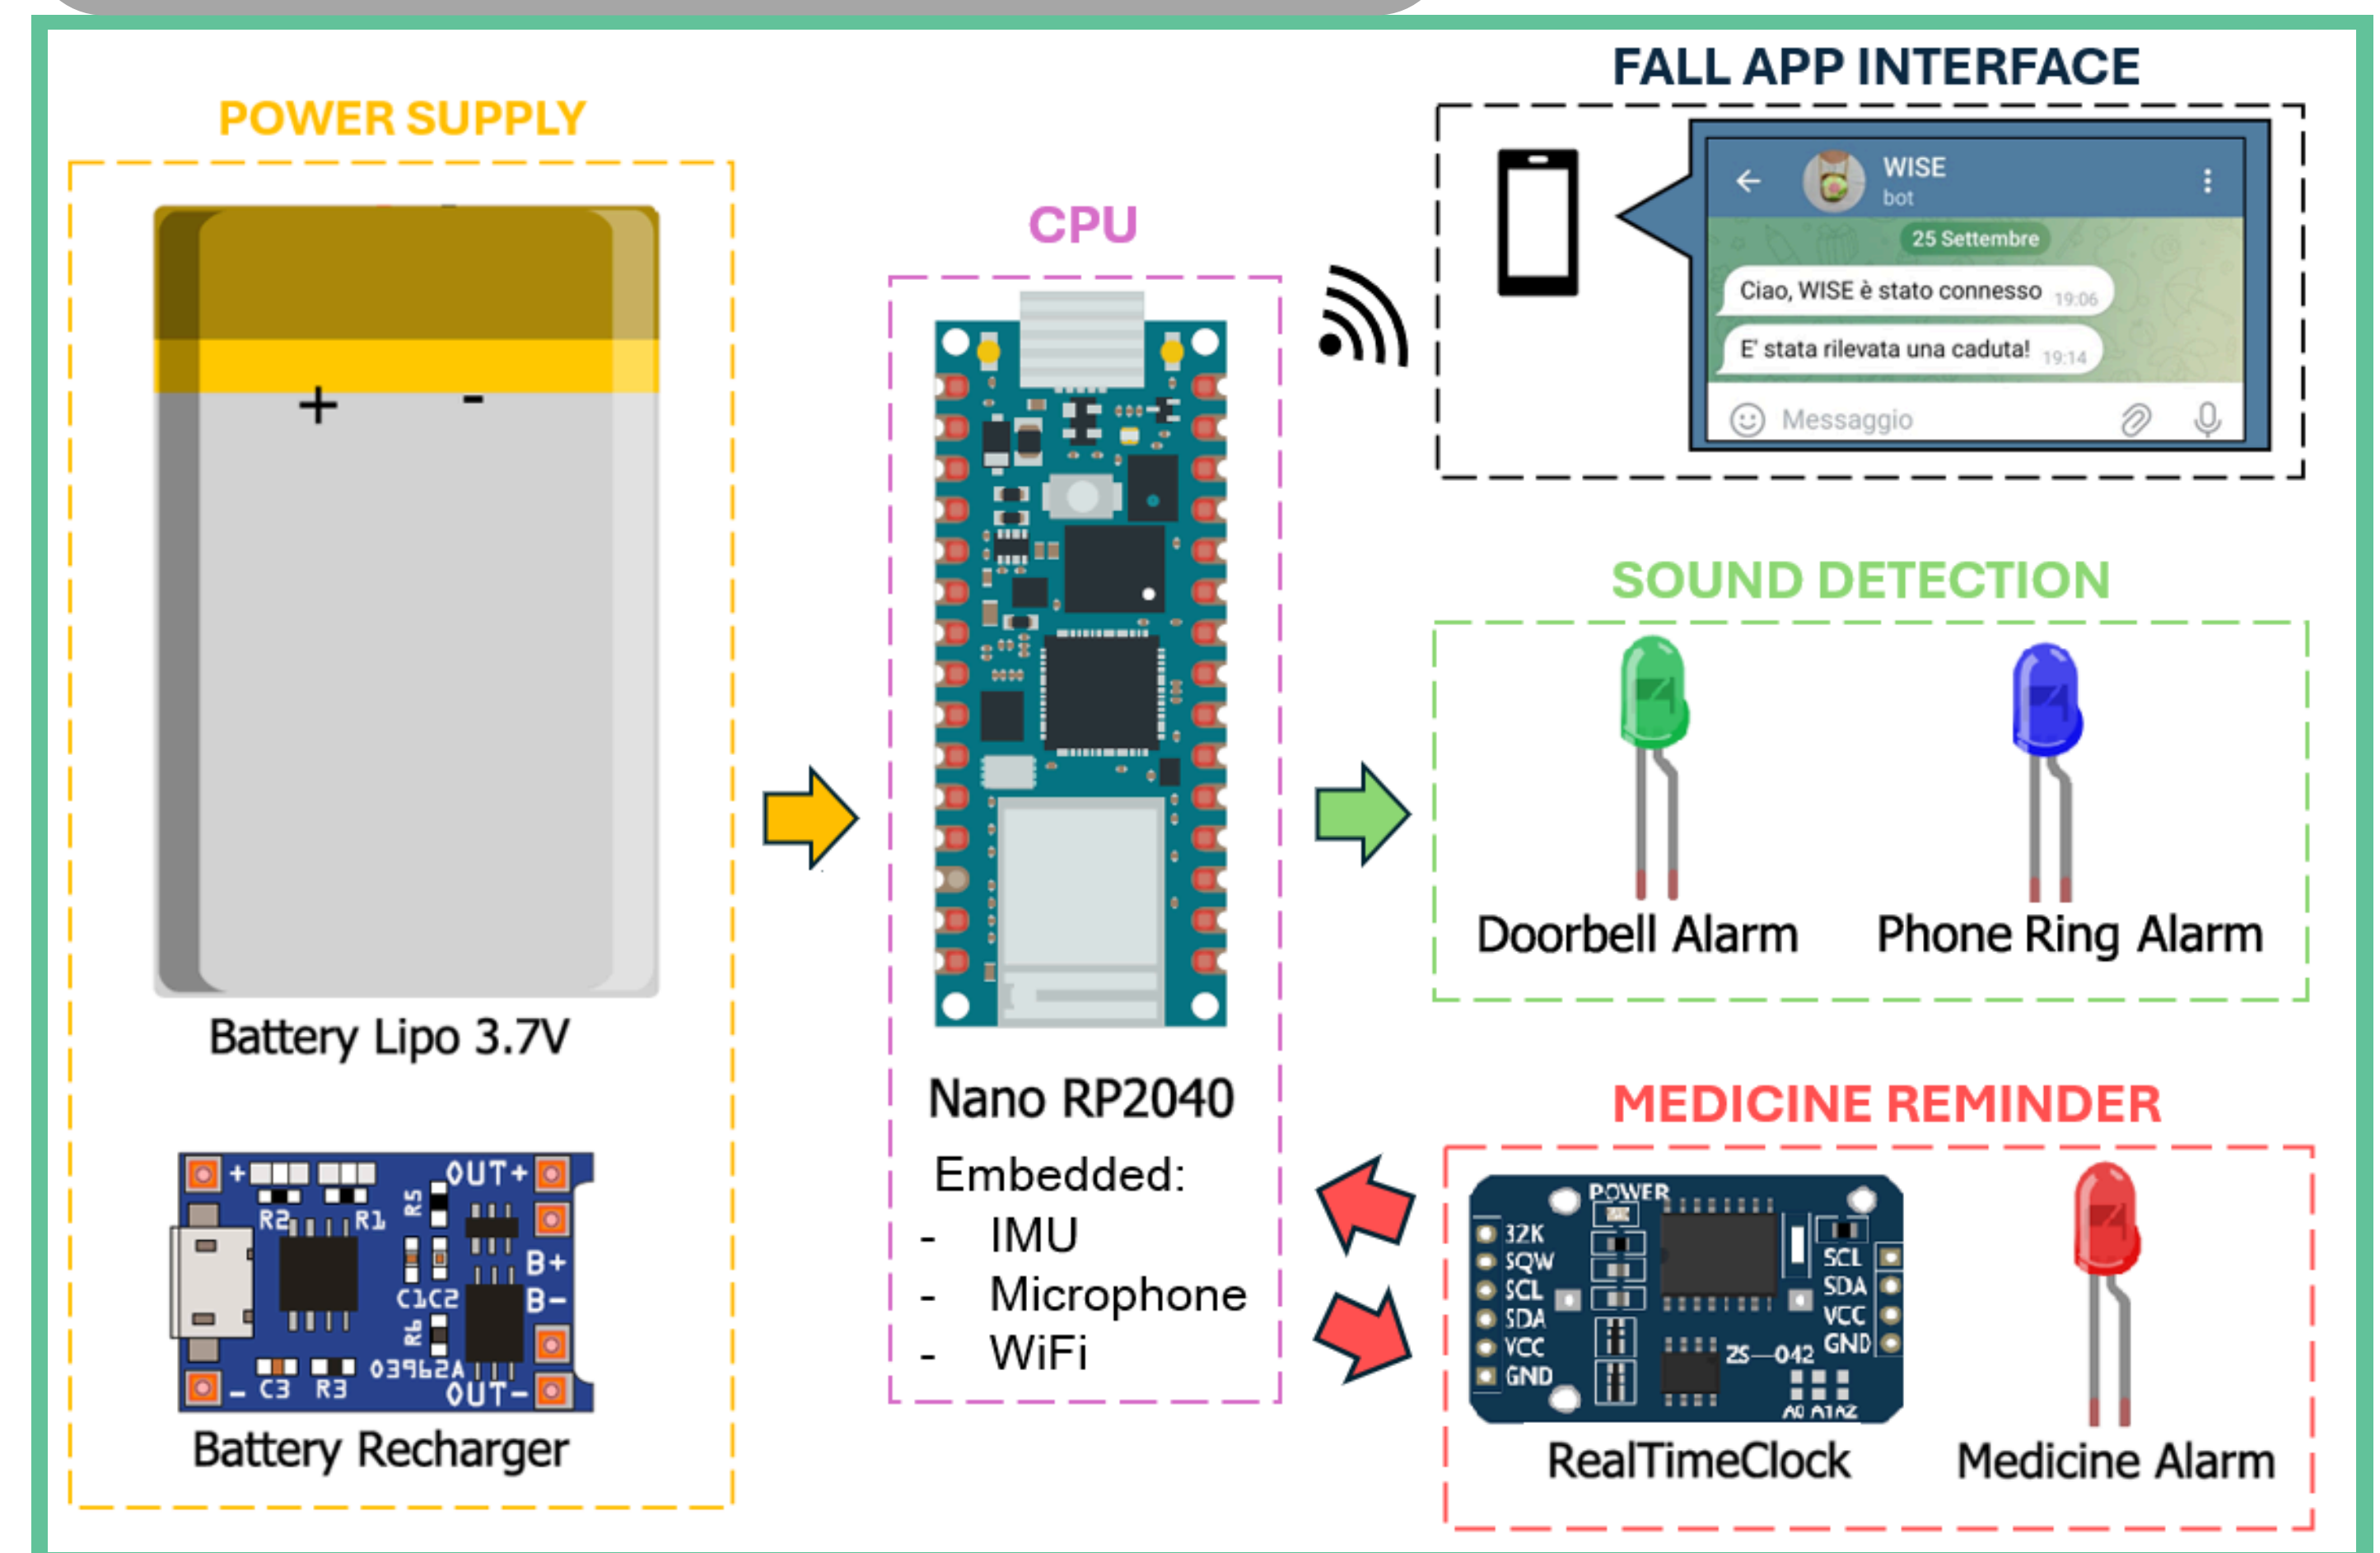 POWER SUPPLY
+ -
Battery Lipo 3.7V
+ OUT+
R2 R1 R5
B+
C1C2 B-
R6
03962A
- C3 R3 OUT-
Battery Recharger
CPU
Nano RP2040
Embedded:
- IMU
- Microphone
- WiFi
FALL APP INTERFACE
WISE
bot
25 Settembre
Ciao, WISE è stato connesso 19:06
E' stata rilevata una caduta! 19:14
Messaggio
SOUND DETECTION
Doorbell Alarm Phone Ring Alarm
MEDICINE REMINDER
POWER
32K
SQW SCL
SCL SDA
SDA VCC
VCC ZS-042 GND
GND
A0 A1A2
RealTimeClock Medicine Alarm